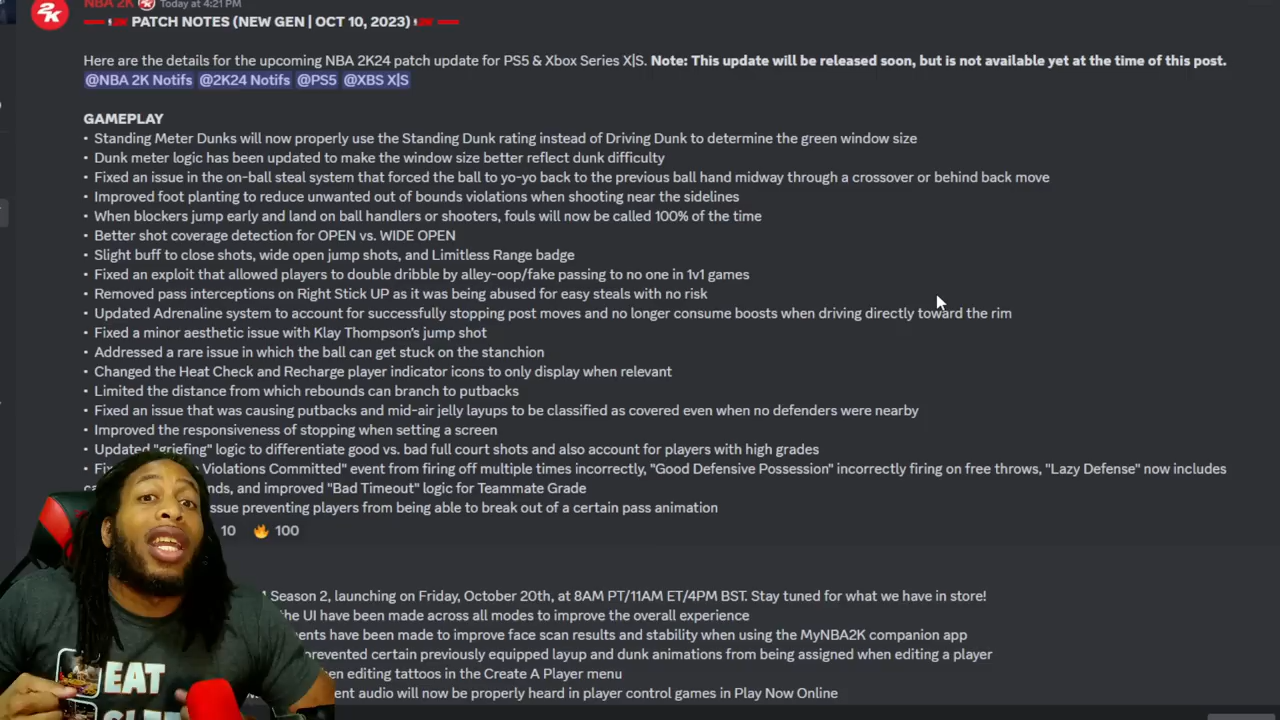 NBA 2K Today at 4:21 PM
PATCH NOTES (NEW GEN | OCT 10, 2023)
Here are the details for the upcoming NBA 2K24 patch update for PS5 & Xbox Series X|S. Note: This update will be released soon, but is not available yet at the time of this post.
@NBA 2K Notifs @2K24 Notifs @PS5 @XBS X|S
GAMEPLAY
• Standing Meter Dunks will now properly use the Standing Dunk rating instead of Driving Dunk to determine the green window size
• Dunk meter logic has been updated to make the window size better reflect dunk difficulty
• Fixed an issue in the on-ball steal system that forced the ball to yo-yo back to the previous ball hand midway through a crossover or behind back move
• Improved foot planting to reduce unwanted out of bounds violations when shooting near the sidelines
• When blockers jump early and land on ball handlers or shooters, fouls will now be called 100% of the time
• Better shot coverage detection for OPEN vs. WIDE OPEN
• Slight buff to close shots, wide open jump shots, and Limitless Range badge
• Fixed an exploit that allowed players to double dribble by alley-oop/fake passing to no one in 1v1 games
• Removed pass interceptions on Right Stick UP as it was being abused for easy steals with no risk
• Updated Adrenaline system to account for successfully stopping post moves and no longer consume boosts when driving directly toward the rim
• Fixed a minor aesthetic issue with Klay Thompson's jump shot
• Addressed a rare issue in which the ball can get stuck on the stanchion
• Changed the Heat Check and Recharge player indicator icons to only display when relevant
• Limited the distance from which rebounds can branch to putbacks
• Fixed an issue that was causing putbacks and mid-air jelly layups to be classified as covered even when no defenders were nearby
• Improved the responsiveness of stopping when setting a screen
• Updated "griefing" logic to differentiate good vs. bad full court shots and also account for players with high grades
Violations Committed" event from firing off multiple times incorrectly, "Good Defensive Possession" incorrectly firing on free throws, "Lazy Defense" now includes
and improved "Bad Timeout" logic for Teammate Grade
preventing players from being able to break out of a certain pass animation
10 100
Season 2, launching on Friday, October 20th, at 8AM PT/11AM ET/4PM BST. Stay tuned for what we have in store!
the UI have been made across all modes to improve the overall experience
have been made to improve face scan results and stability when using the MyNBA2K companion app
prevented certain previously equipped layup and dunk animations from being assigned when editing a player
editing tattoos in the Create A Player menu
audio will now be properly heard in player control games in Play Now Online
EAT